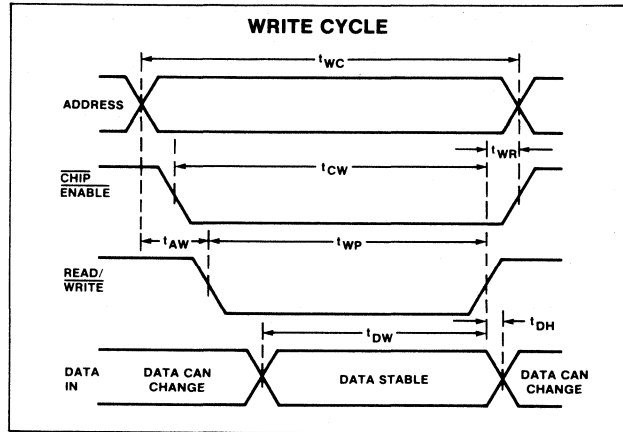 WRITE CYCLE
tWC
ADDRESS
tWR
tCW
CHIP
ENABLE
tAW
tWP
READ/
WRITE
tDW
tDH
DATA
IN
DATA CAN
CHANGE
DATA STABLE
DATA CAN
CHANGE